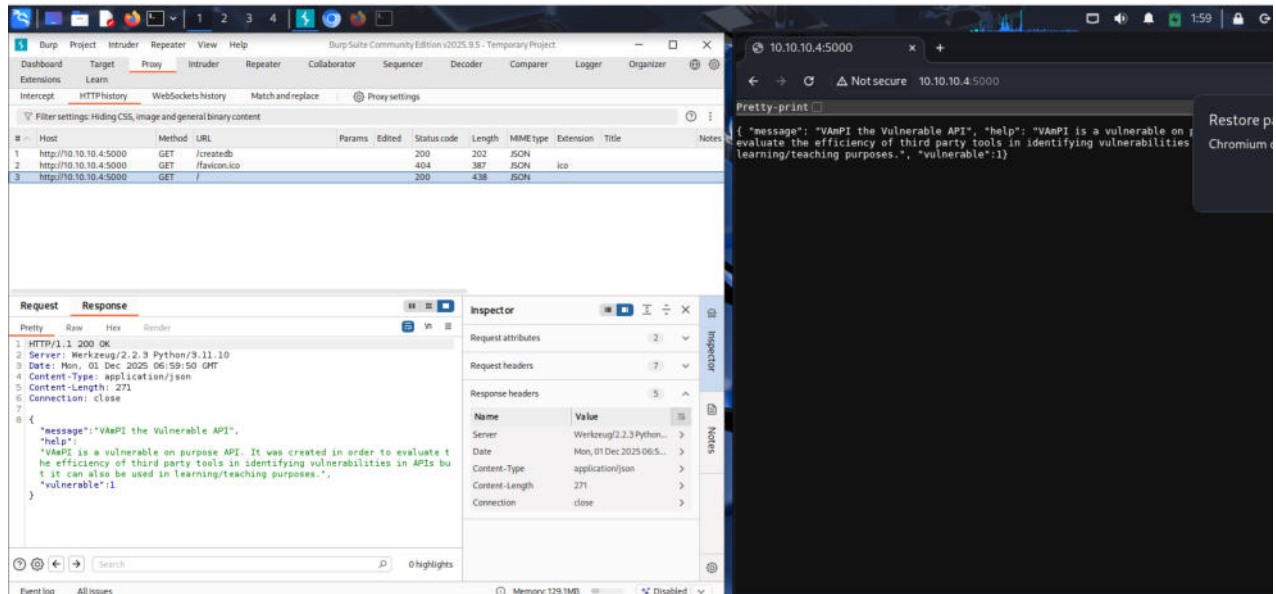 1 2 3 4
1:59
Burp Project Intruder Repeater View Help
Burp Suite Community Edition v2025.9.5 - Temporary Project
Dashboard Target Proxy Intruder Repeater Collaborator Sequencer Decoder Comparer Logger Organizer
Extensions Learn
Intercept HTTP history WebSockets history Match and replace Proxy settings
Filter settings: Hiding CSS, image and general binary content
# Host Method URL Params Edited Status code Length MIME type Extension Title Notes
1 http://10.10.10.4:5000 GET /createdb 200 202 JSON
2 http://10.10.10.4:5000 GET /favicon.ico 404 387 JSON ico
3 http://10.10.10.4:5000 GET / 200 438 JSON
Request Response
Pretty Raw Hex Render
\n
1 HTTP/1.1 200 OK
2 Server: Werkzeug/2.2.3 Python/3.11.10
3 Date: Mon, 01 Dec 2025 06:59:50 GMT
4 Content-Type: application/json
5 Content-Length: 271
6 Connection: close
7
8 {
"message":"VAmPI the Vulnerable API",
"help":
"VAmPI is a vulnerable on purpose API. It was created in order to evaluate t
he efficiency of third party tools in identifying vulnerabilities in APIs bu
t it can also be used in learning/teaching purposes.",
"vulnerable":1
}
Search
0 highlights
Event log All issues
Memory: 129.1MB
Disabled
Inspector
Request attributes 2
Request headers 7
Response headers 5
Name Value
Server Werkzeug/2.2.3 Python...
Date Mon, 01 Dec 2025 06:5...
Content-Type application/json
Content-Length 271
Connection close
Inspector
Notes
10.10.10.4:5000
Not secure 10.10.10.4:5000
Pretty-print
{ "message": "VAmPI the Vulnerable API", "help": "VAmPI is a vulnerable on p
evaluate the efficiency of third party tools in identifying vulnerabilities
learning/teaching purposes.", "vulnerable":1}
Restore pa
Chromium